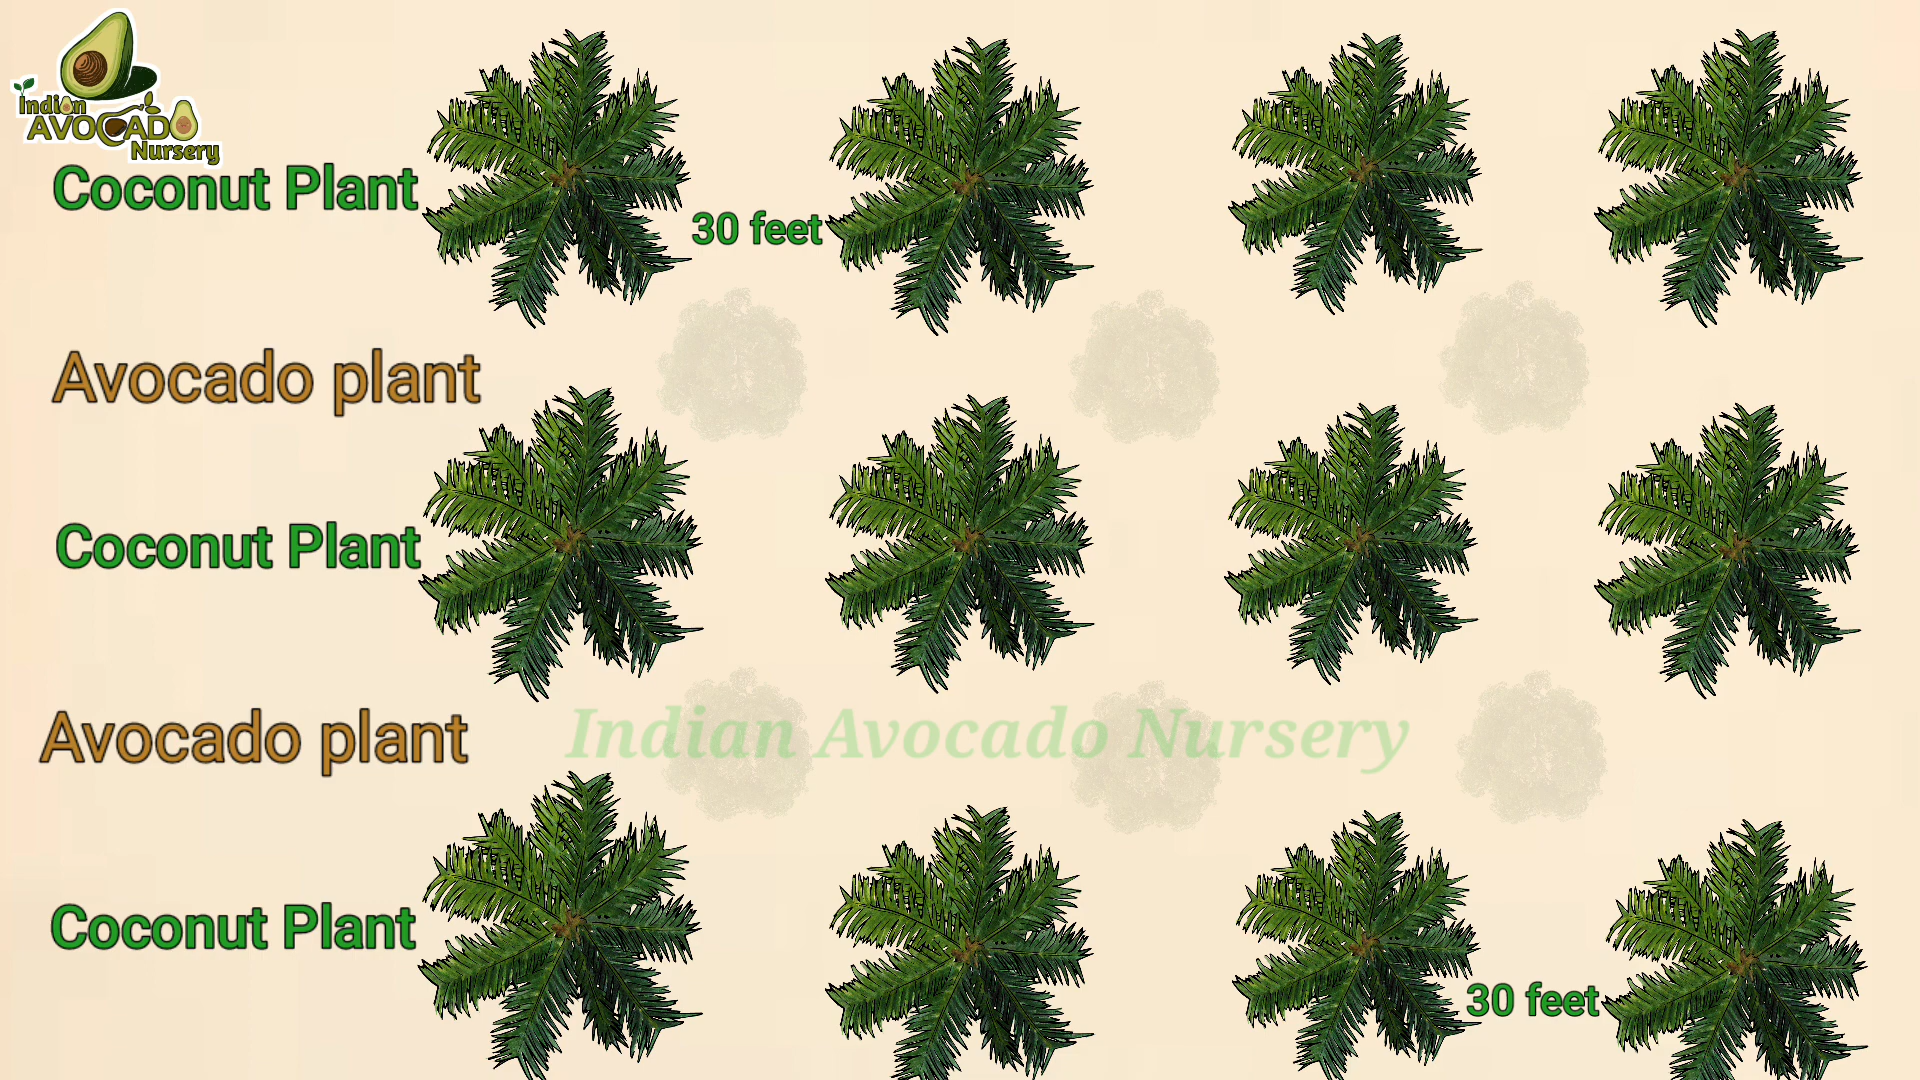 Indian
AVOCADO
Nursery
Coconut Plant
30 feet
Avocado plant
Coconut Plant
Avocado plant
Indian Avocado Nursery
Coconut Plant
30 feet